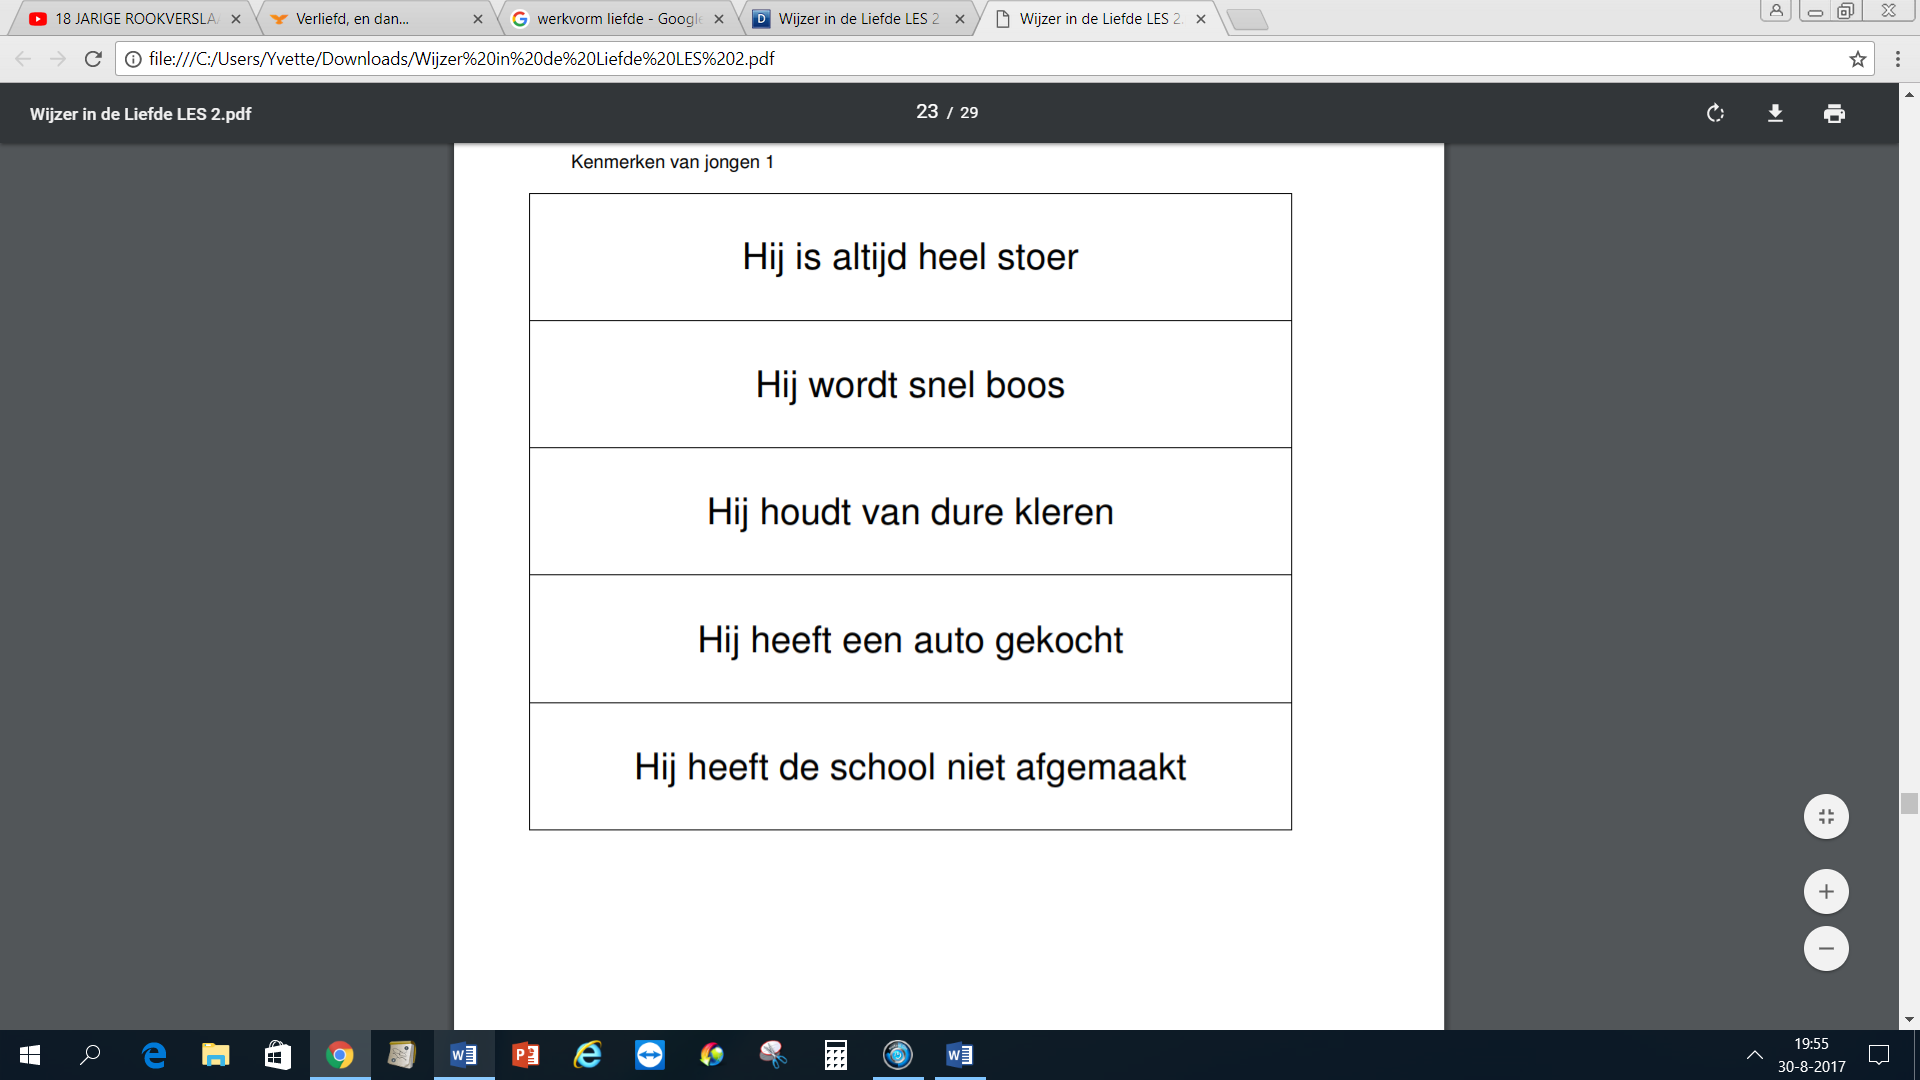 18 JARIGE ROOKVERSLA
Verliefd, en dan...
werkvorm liefde - Google
Wijzer in de Liefde LES 2
Wijzer in de Liefde LES 2.
file:///C:/Users/Yvette/Downloads/Wijzer%20in%20de%20Liefde%20LES%202.pdf
Wijzer in de Liefde LES 2.pdf
23 / 29
Kenmerken van jongen 1
Hij is altijd heel stoer
Hij wordt snel boos
Hij houdt van dure kleren
Hij heeft een auto gekocht
Hij heeft de school niet afgemaakt
19:55
30-8-2017